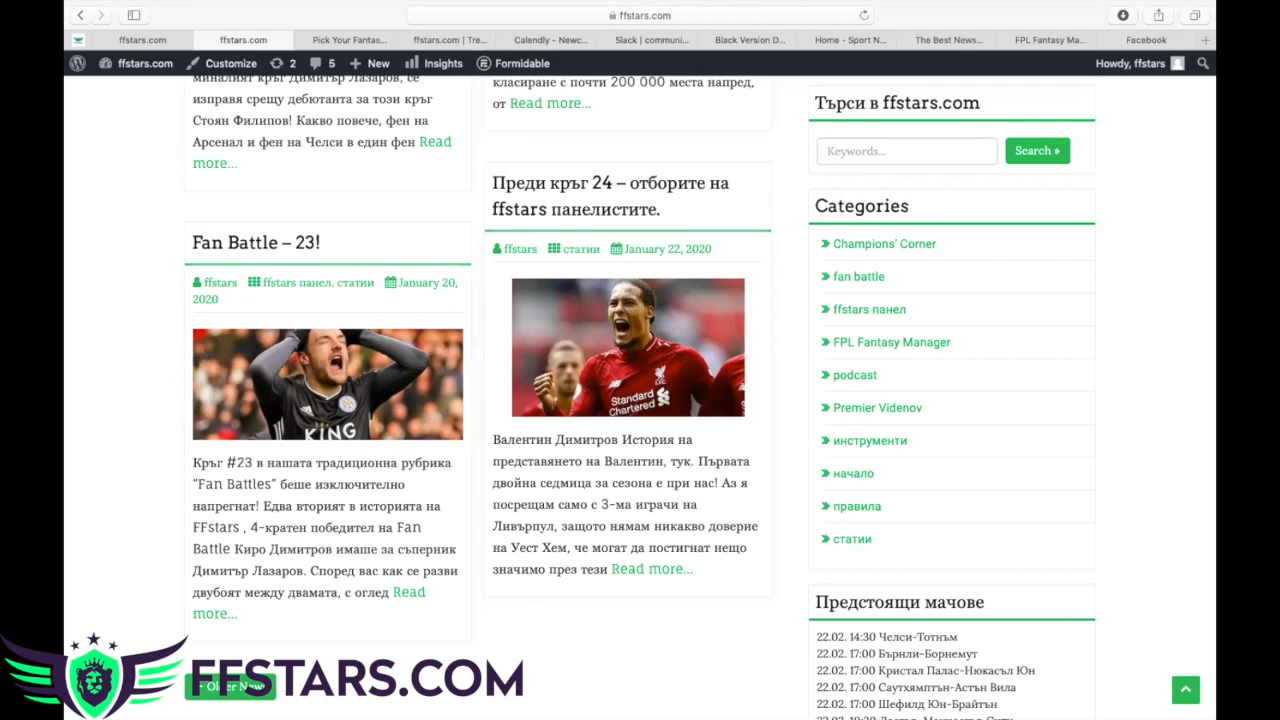 ffstars.com
ffstars.com
ffstars.com
Pick Your Fantas...
ffstars.com | Tre...
Calendly - Newc...
Slack | communi...
Black Version D...
Home - Sport N...
The Best News...
FPL Fantasy Ma...
Facebook
ffstars.com
Customize
2
5
New
Insights
Formidable
Howdy, ffstars
миналият кръг Димитър Лазаров, се
изправя срещу дебютанта за този кръг
Стоян Филипов! Какво повече, фен на
Арсенал и фен на Челси в един фен Read
more...
Fan Battle – 23!
ffstars
ffstars панел, статии
January 20,
2020
KING
Кръг #23 в нашата традиционна рубрика
"Fan Battles" беше изключително
напрегнат! Едва вторият в историята на
FFstars , 4-кратен победител на Fan
Battle Киро Димитров имаше за съперник
Димитър Лазаров. Според вас как се разви
двубоят между двамата, с оглед Read
more...
Older New
класиране с почти 200 000 места напред,
от Read more...
Преди кръг 24 – отборите на
ffstars панелистите.
ffstars
статии
January 22, 2020
Standard
Chartered
Валентин Димитров История на
представянето на Валентин, тук. Първата
двойна седмица за сезона е при нас! Аз я
посрещам само с 3-ма играчи на
Ливърпул, защото нямам никакво доверие
на Уест Хем, че могат да постигнат нещо
значимо през тези Read more...
Търси в ffstars.com
Keywords...
Search »
Categories
Champions' Corner
fan battle
ffstars панел
FPL Fantasy Manager
podcast
Premier Videnov
инструменти
начало
правила
статии
Предстоящи мачове
22.02. 14:30 Челси-Тотнъм
22.02. 17:00 Бърнли-Борнемут
22.02. 17:00 Кристал Палас-Нюкасъл Юн
22.02. 17:00 Саутхямптън-Астън Вила
22.02. 17:00 Шефилд Юн-Брайтън
FFSTARS.COM